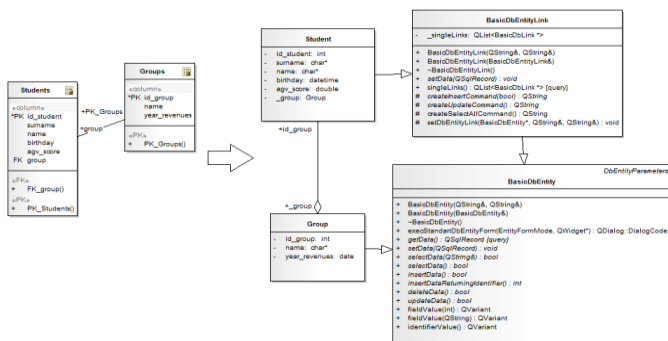 Students
«column»
*PK id_student
surname
name
birthday
agv_score
FK group
«FK»
+ FK_group()
«PK»
+ PK_Students()
+PK_Groups
+group
Groups
«column»
*PK id_group
name
year_revenues
«PK»
+ PK_Groups()
Student
- id_student: int
- surname: char*
- name: char*
- birthday: datetime
- agv_score: double
- _group: Group
+id_group
+_group
Group
- id_group: int
- name: char*
- year_revenues: date
BasicDbEntityLink
- _singleLinks: QList<BasicDbLink *>
+ BasicDbEntityLink(QString&, QString&)
+ BasicDbEntityLink(BasicDbEntityLink&)
+ ~BasicDbEntityLink()
+ setData(QSqlRecord) : void
+ singleLinks() : QList<BasicDbLink *> {query}
# createInsertCommand(bool) : QString
# createUpdateCommand() : QString
# createSelectAllCommand() : QString
# setDbEntityLink(BasicDbEntity*, QString&, QString&) : void
DbEntityParameters
BasicDbEntity
+ BasicDbEntity(QString&, QString&)
+ BasicDbEntity(BasicDbEntity&)
+ ~BasicDbEntity()
+ execStandartDbEntityForm(EntityFormMode, QWidget*) : QDialog::DialogCode
+ getData() : QSqlRecord {query}
+ setData(QSqlRecord) : void
+ selectData(QString&) : bool
+ selectData() : bool
+ insertData() : bool
+ insertDataReturningIdentifier() : int
+ deleteData() : bool
+ updateData() : bool
+ fieldValue(int) : QVariant
+ fieldValue(QString) : QVariant
+ identifierValue() : QVariant